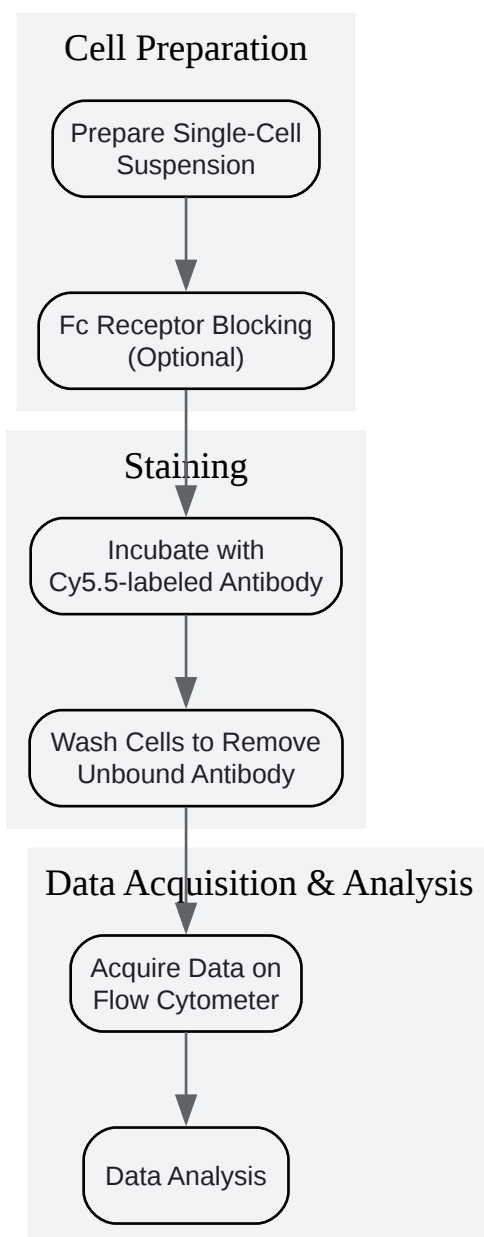 Cell Preparation
Prepare Single-Cell
Suspension
Fc Receptor Blocking
(Optional)
Staining
Incubate with
Cy5.5-labeled Antibody
Wash Cells to Remove
Unbound Antibody
Data Acquisition & Analysis
Acquire Data on
Flow Cytometer
Data Analysis